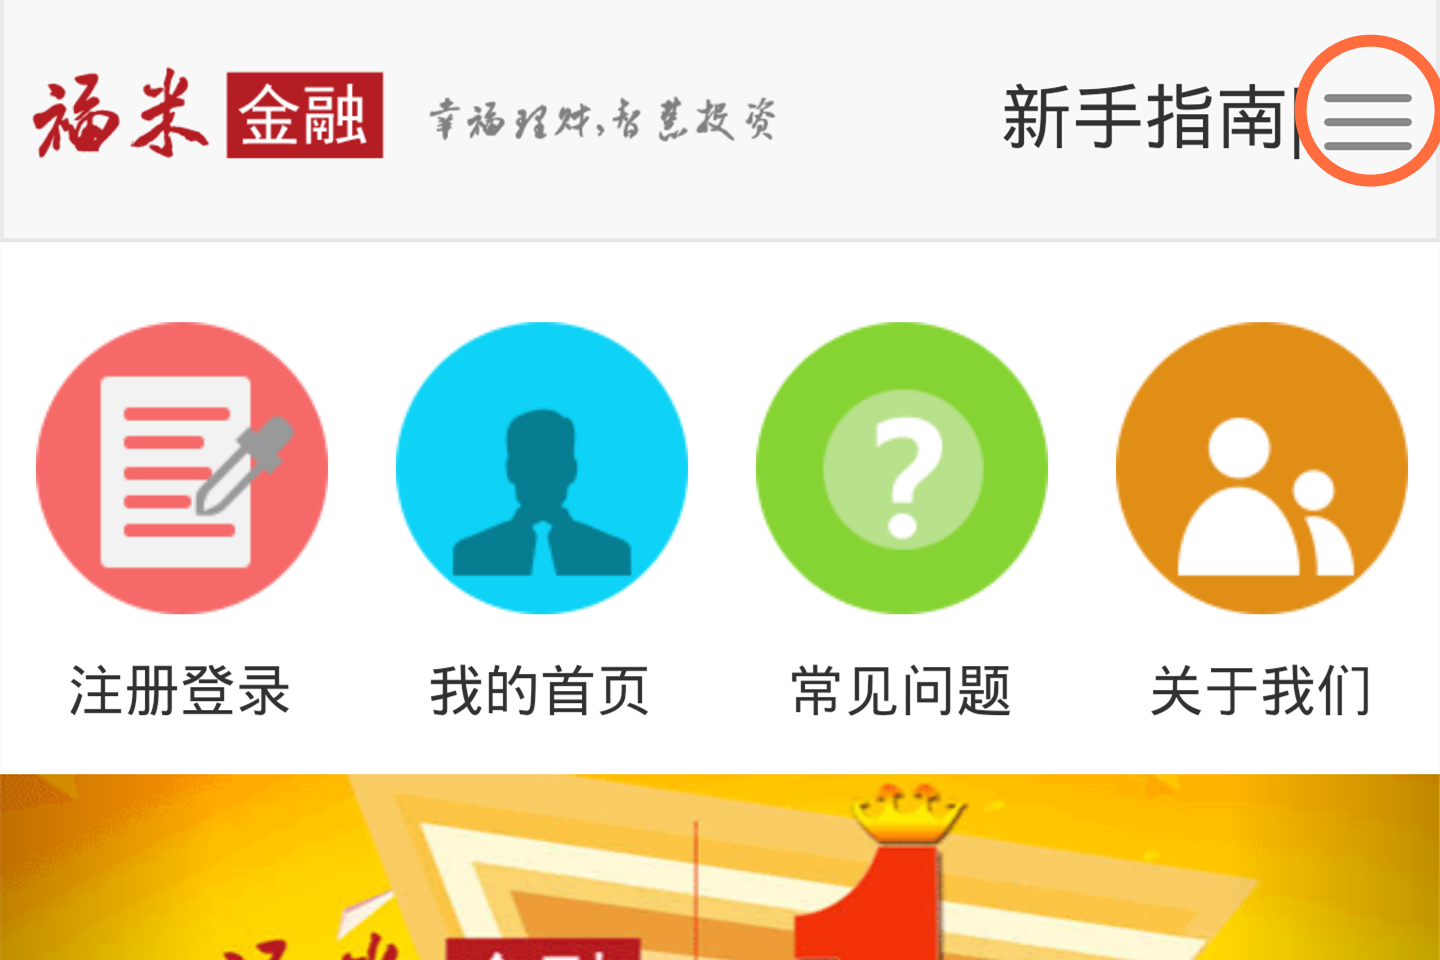 福米 金融 幸福理财,智慧投资 新手指南|
注册登录 我的首页 常见问题 关于我们
1